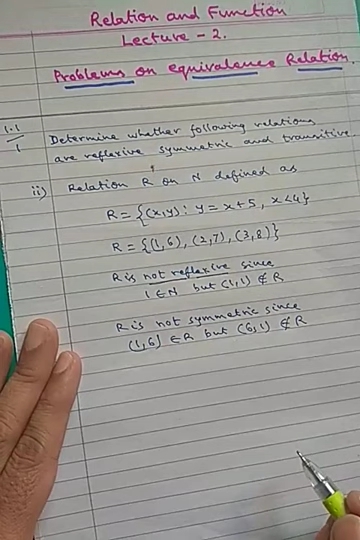 Relation and Function
Lecture - 2.
Problems on equivalence Relation.
1.1
1
Determine whether following relations
are reflexive symmetric and transitive
ii) Relation R on N defined as
R = {(x,y) : y = x+5, x<4}
R = {(1,6), (2,7), (3,8)}
R is not reflexive since
1 ∈ N but (1,1) ∉ R
R is not symmetric since
(1,6) ∈ R but (6,1) ∉ R